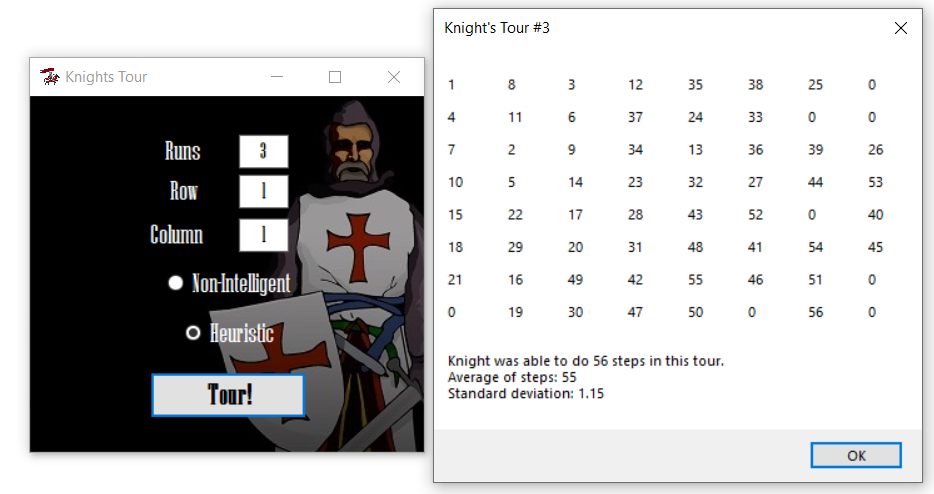 Knights Tour
Runs 3
Row 1
Column 1
Non-Intelligent
Heuristic
Tour!
Knight's Tour #3
1 8 3 12 35 38 25 0
4 11 6 37 24 33 0 0
7 2 9 34 13 36 39 26
10 5 14 23 32 27 44 53
15 22 17 28 43 52 0 40
18 29 20 31 48 41 54 45
21 16 49 42 55 46 51 0
0 19 30 47 50 0 56 0
Knight was able to do 56 steps in this tour.
Average of steps: 55
Standard deviation: 1.15
OK